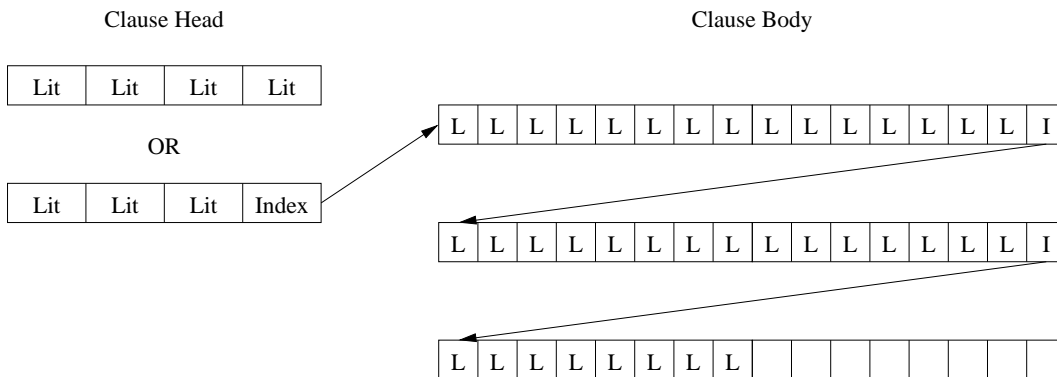 Clause Head
Clause Body
Lit Lit Lit Lit
OR
Lit Lit Lit Index
L L L L L L L L L L L L L L L I
L L L L L L L L L L L L L L L I
L L L L L L L L